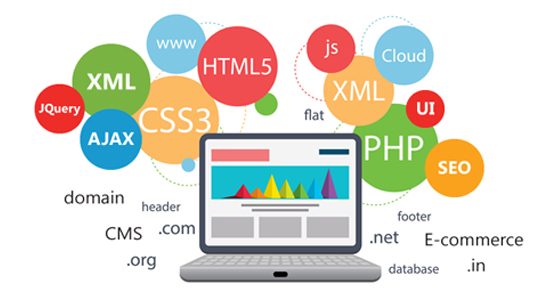 www
HTML5
XML
JQuery
CSS3
AJAX
js
Cloud
XML
flat
UI
PHP
SEO
domain
header
CMS
.com
.org
footer
.net
E-commerce
database
.in